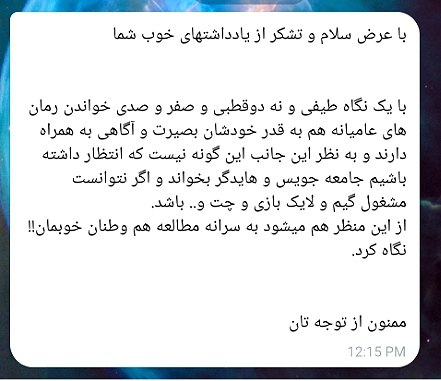 با عرض سلام و تشکر از یادداشتهای خوب شما
با یک نگاه طیفی و نه دوقطبی و صفر و صدی خواندن رمان
های عامیانه هم به قدر خودشان بصیرت و آگاهی به همراه
دارند و به نظر این جانب این گونه نیست که انتظار داشته
باشیم جامعه جویس و هایدگر بخواند و اگر نتوانست
مشغول گیم و لایک بازی و چت و.. باشد.
از این منظر هم میشود به سرانه مطالعه هم وطنان خوبمان!!
نگاه کرد.
ممنون از توجه تان
12:15 PM